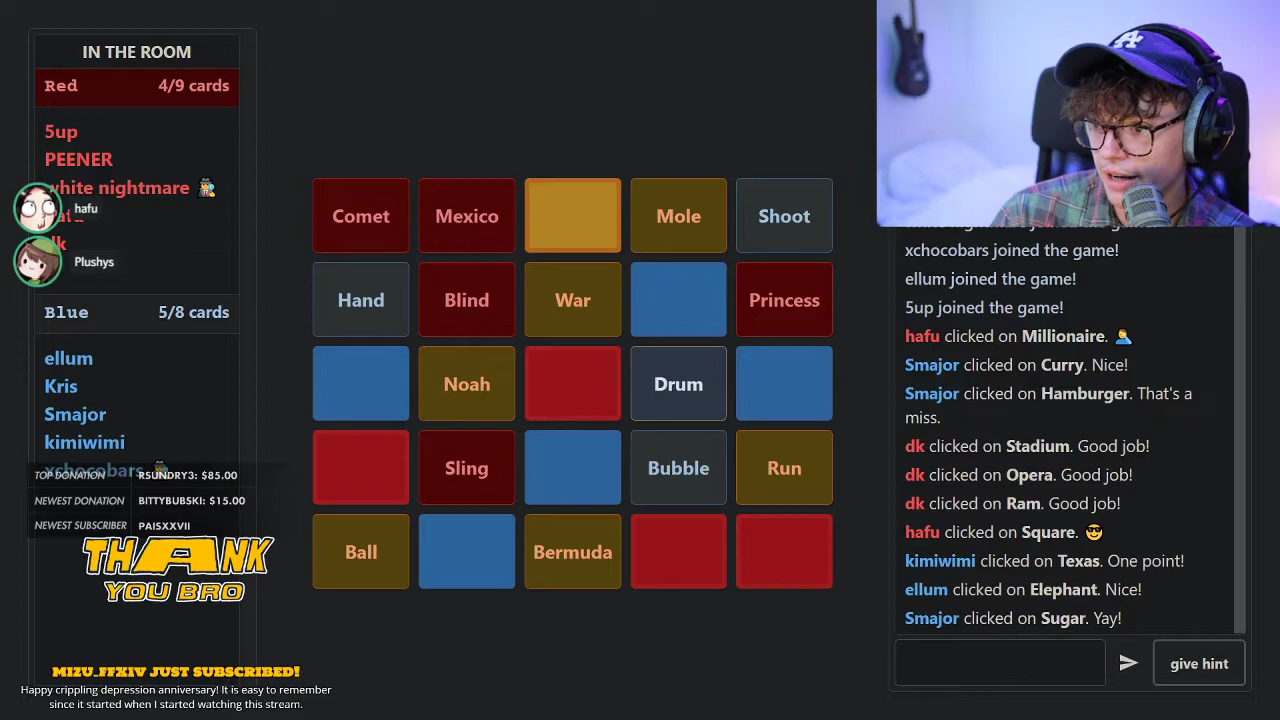 IN THE ROOM
Red 4/9 cards
5up
PEENER
white nightmare
hafu
dk
hafu
Plushys
Blue 5/8 cards
ellum
Kris
Smajor
kimiwimi
xchocobars
TOP DONATION RSUNDRY3: $85.00
NEWEST DONATION BITTYBUBSKI: $15.00
NEWEST SUBSCRIBER PAISXXVII
THANK
YOU BRO
MIZU_FFXIV JUST SUBSCRIBED!
Happy crippling depression anniversary! It is easy to remember
since it started when I started watching this stream.
Comet Mexico Mole Shoot
Hand Blind War Princess
Noah Drum
Sling Bubble Run
Ball Bermuda
xchocobars joined the game!
ellum joined the game!
5up joined the game!
hafu clicked on Millionaire.
Smajor clicked on Curry. Nice!
Smajor clicked on Hamburger. That's a
miss.
dk clicked on Stadium. Good job!
dk clicked on Opera. Good job!
dk clicked on Ram. Good job!
hafu clicked on Square.
kimiwimi clicked on Texas. One point!
ellum clicked on Elephant. Nice!
Smajor clicked on Sugar. Yay!
give hint